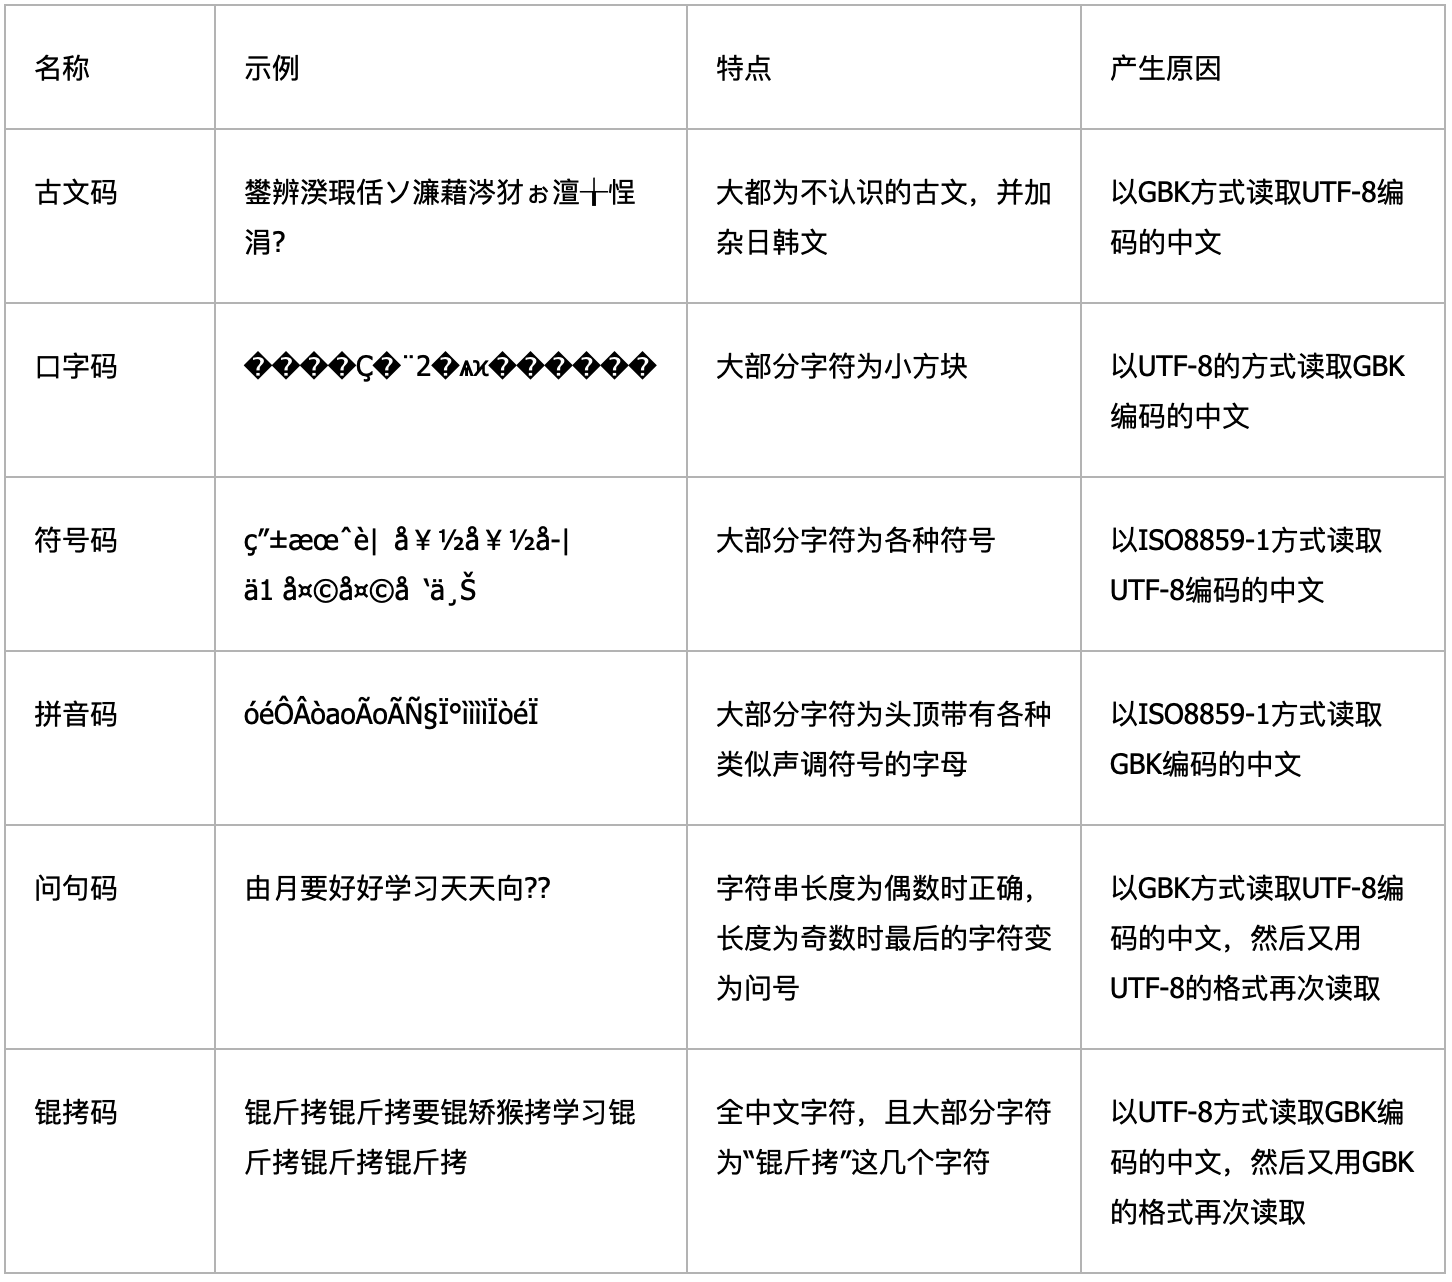 名称
示例
特点
产生原因
古文码
鐢辨湀瑕佸ソ濂藉涔犲ぉ澶╁悜
涓?
大都为不认识的古文，并加
杂日韩文
以GBK方式读取UTF-8编
码的中文
口字码
����Ç�¨2�ѧϰ������
大部分字符为小方块
以UTF-8的方式读取GBK
编码的中文
符号码
ç”±æœˆè| å¥½å¥½å-|
ä1 å¤©å¤©å ‘ä¸Š
大部分字符为各种符号
以ISO8859-1方式读取
UTF-8编码的中文
拼音码
óéÔÂòaoÃoÃÑ§Ï°ììììÏòéÏ
大部分字符为头顶带有各种
类似声调符号的字母
以ISO8859-1方式读取
GBK编码的中文
问句码
由月要好好学习天天向??
字符串长度为偶数时正确，
长度为奇数时最后的字符变
为问号
以GBK方式读取UTF-8编
码的中文，然后又用
UTF-8的格式再次读取
锟拷码
锟斤拷锟斤拷要锟矫猴拷学习锟
斤拷锟斤拷锟斤拷
全中文字符，且大部分字符
为“锟斤拷”这几个字符
以UTF-8方式读取GBK编
码的中文，然后又用GBK
的格式再次读取